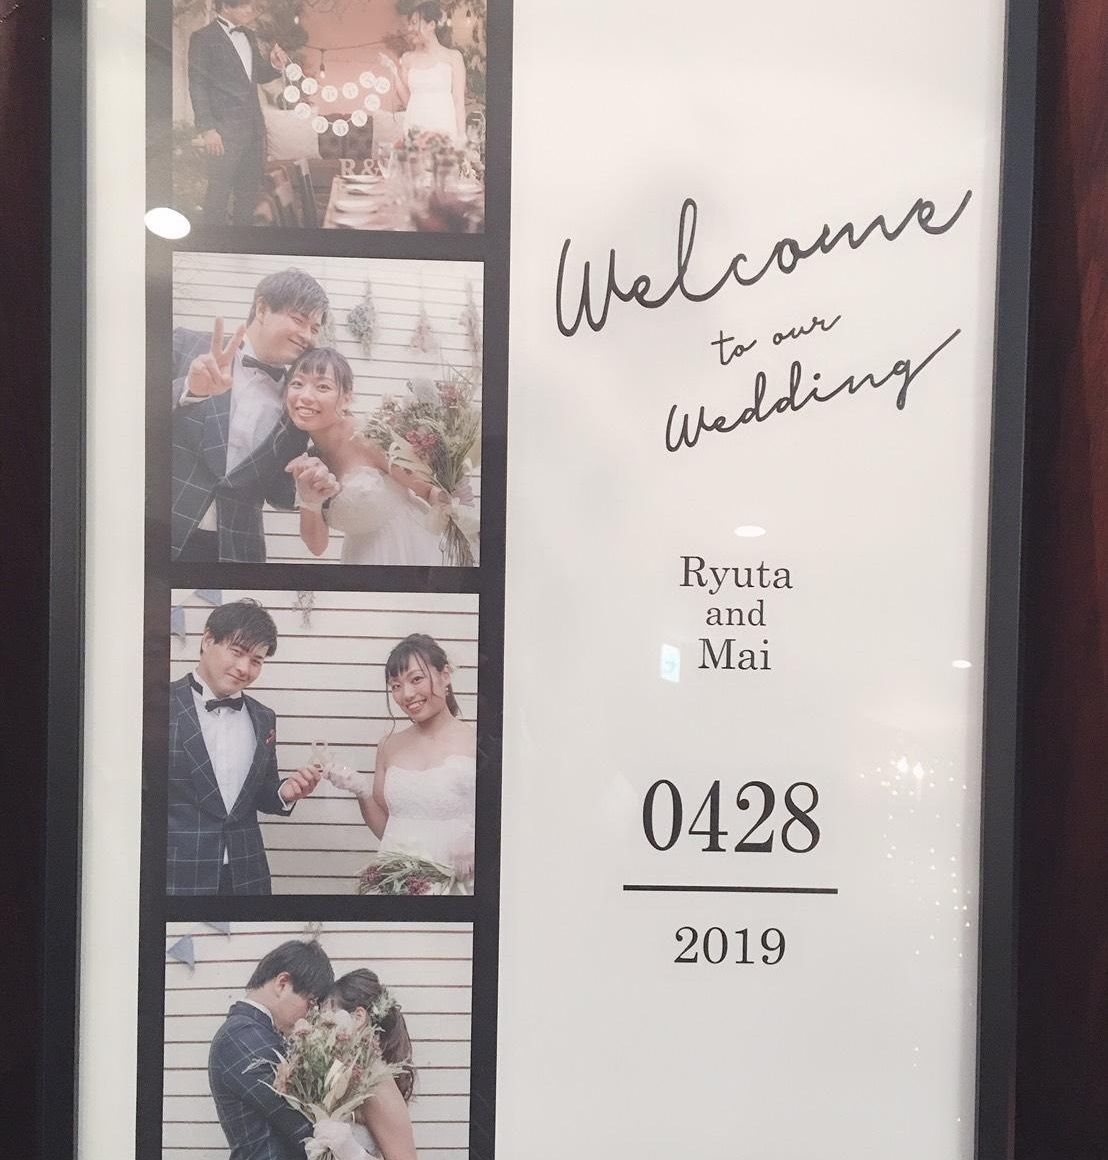 Welcome
to our
Wedding
Ryuta
and
Mai
0428
2019
R&